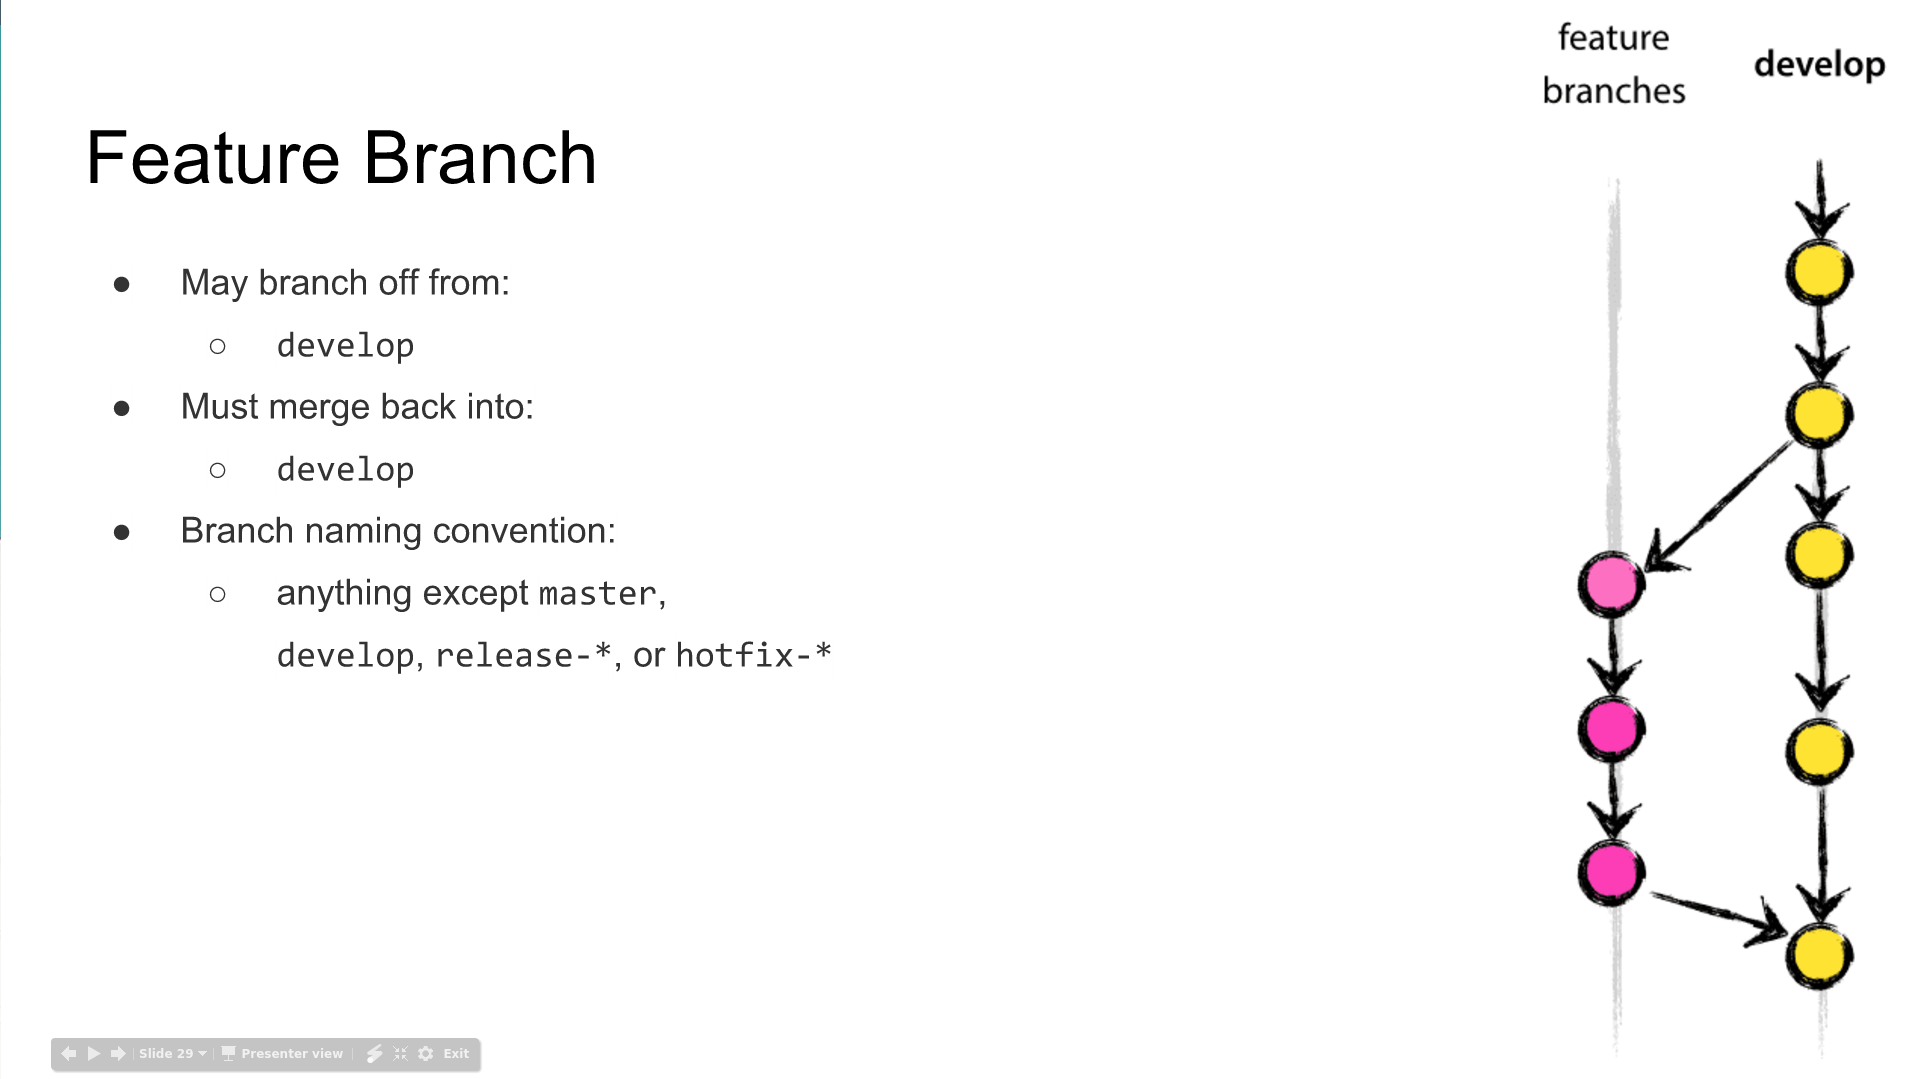 feature
branches
develop
Feature Branch
● May branch off from:
○ develop
● Must merge back into:
○ develop
● Branch naming convention:
○ anything except master,
develop, release-*, or hotfix-*
Slide 29 Presenter view Exit